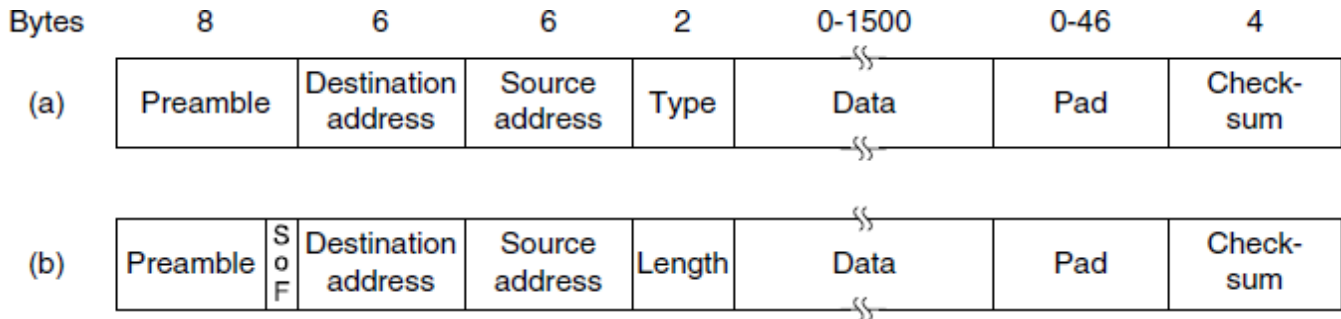 Bytes 8 6 6 2 0-1500 0-46 4
(a) Preamble Destination address Source address Type Data Pad Check-sum
(b) Preamble SoF Destination address Source address Length Data Pad Check-sum